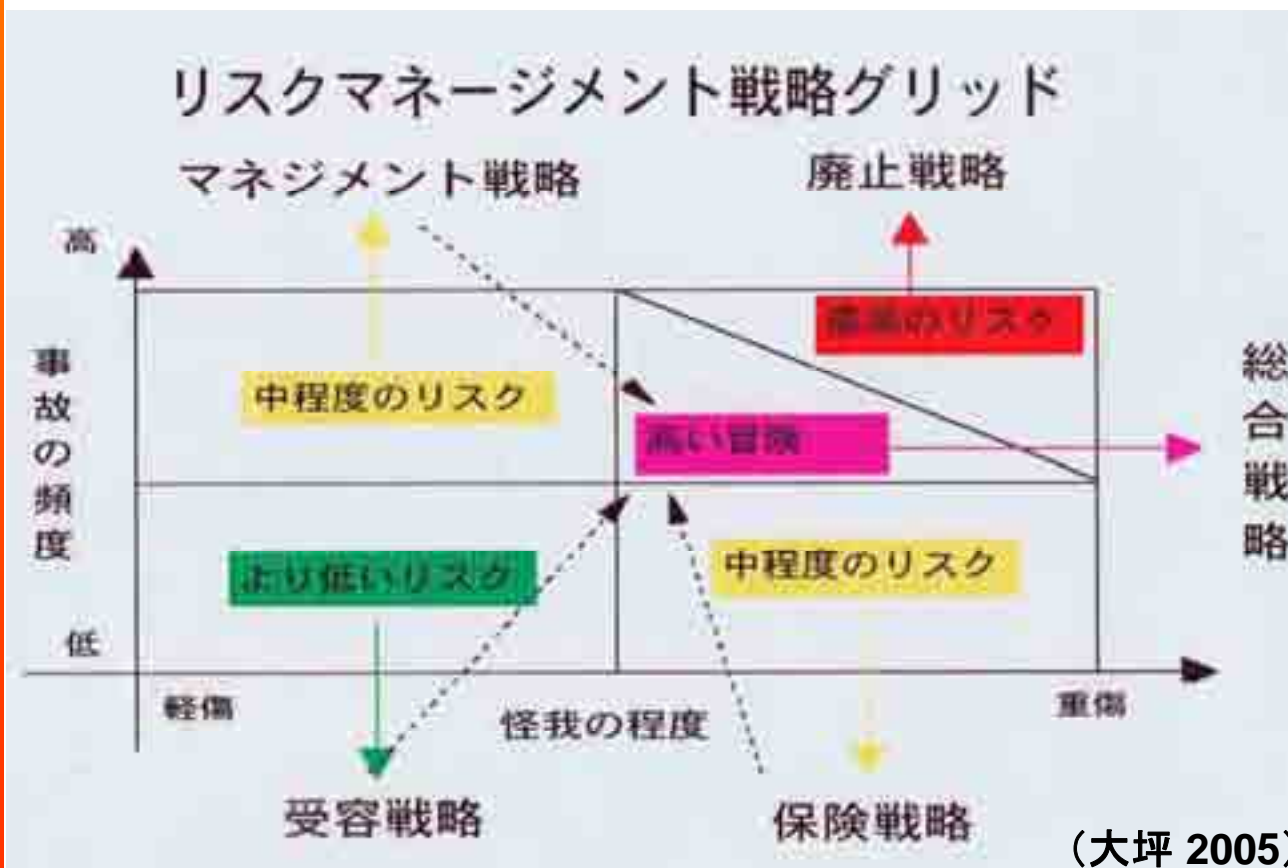 リスクマネージメント戦略グリッド
マネジメント戦略
廃止戦略
高
事故の頻度
のリスク
中程度のリスク
高い冒険
総合戦略
より低いリスク
中程度のリスク
低
軽傷
怪我の程度
重傷
受容戦略
保険戦略
(大坪 2005)